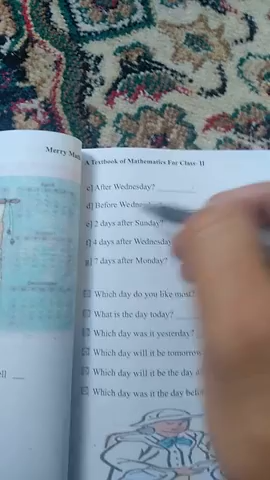 Merry
A Textbook of Mathematics For Class- II
c] After Wednesday?
d] Before
e] 2 days after Sunday?
f] 4 days after Wednesday
g] 7 days after Monday?
Which day do you like most?
What is the day today?
Which day was it yesterday?
Which day will it be tomorrow
Which day will it be the day
Which day was it the day